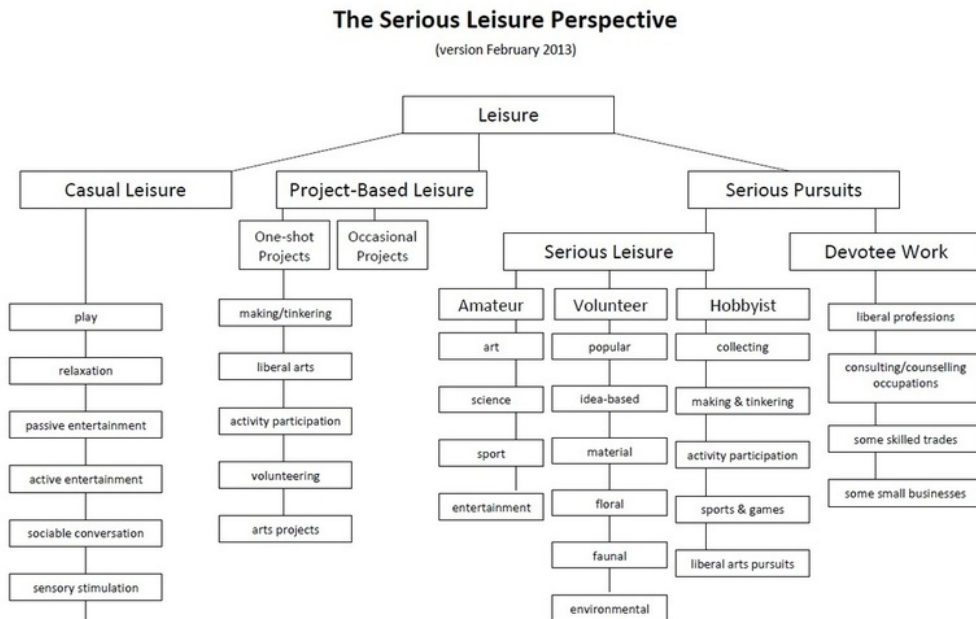 The Serious Leisure Perspective
(version February 2013)
Leisure
Casual Leisure
Project-Based Leisure
Serious Pursuits
One-shot
Projects
Occasional
Projects
Serious Leisure
Devotee Work
Amateur
Volunteer
Hobbyist
play
relaxation
passive entertainment
active entertainment
sociable conversation
sensory stimulation
making/tinkering
liberal arts
activity participation
volunteering
arts projects
art
science
sport
entertainment
popular
idea-based
material
floral
faunal
environmental
collecting
making & tinkering
activity participation
sports & games
liberal arts pursuits
liberal professions
consulting/counselling
occupations
some skilled trades
some small businesses